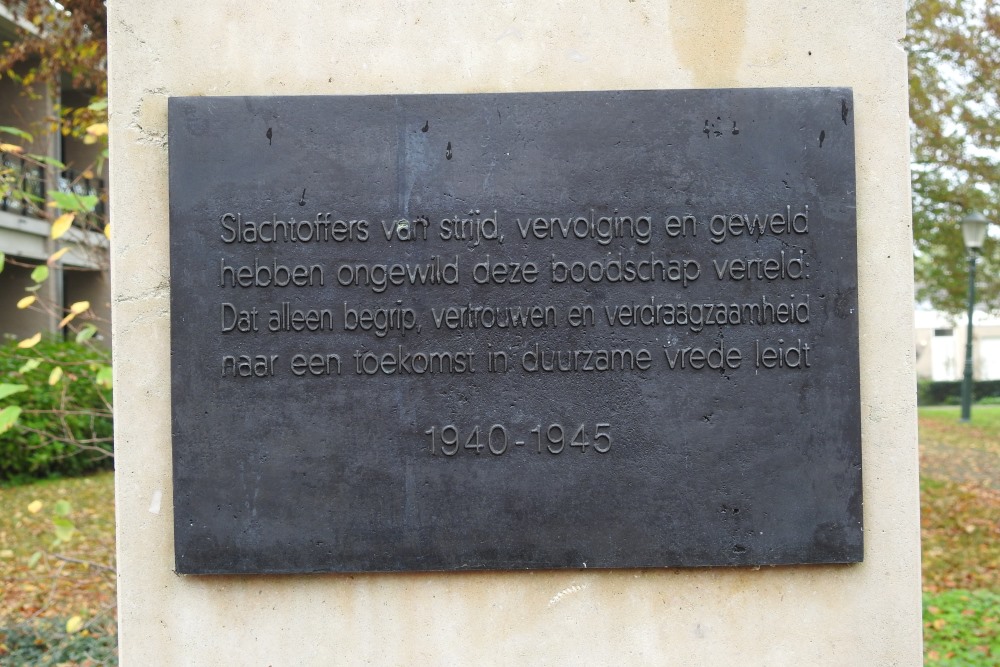 Slachtoffers van strijd, vervolging en geweld
hebben ongewild deze boodschap verteld:
Dat alleen begrip, vertrouwen en verdraagzaamheid
naar een toekomst in duurzame vrede leidt
1940-1945